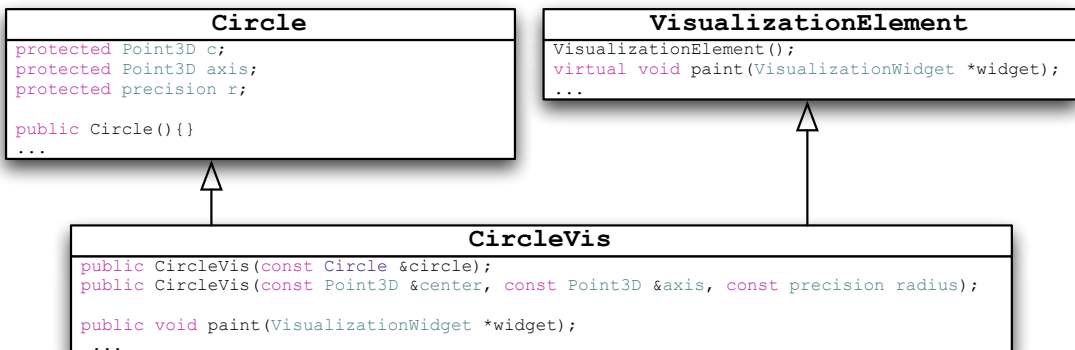 Circle
protected Point3D c;
protected Point3D axis;
protected precision r;
public Circle(){}
...
VisualizationElement
VisualizationElement();
virtual void paint(VisualizationWidget *widget);
...
CircleVis
public CircleVis(const Circle &circle);
public CircleVis(const Point3D &center, const Point3D &axis, const precision radius);
public void paint(VisualizationWidget *widget);
...